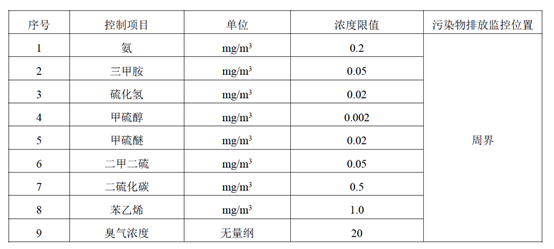 序号 控制项目 单位 浓度限值 污染物排放监控位置
1 氨 mg/m³ 0.2
2 三甲胺 mg/m³ 0.05
3 硫化氢 mg/m³ 0.02
4 甲硫醇 mg/m³ 0.002
5 甲硫醚 mg/m³ 0.02 周界
6 二甲二硫 mg/m³ 0.05
7 二硫化碳 mg/m³ 0.5
8 苯乙烯 mg/m³ 1.0
9 臭气浓度 无量纲 20